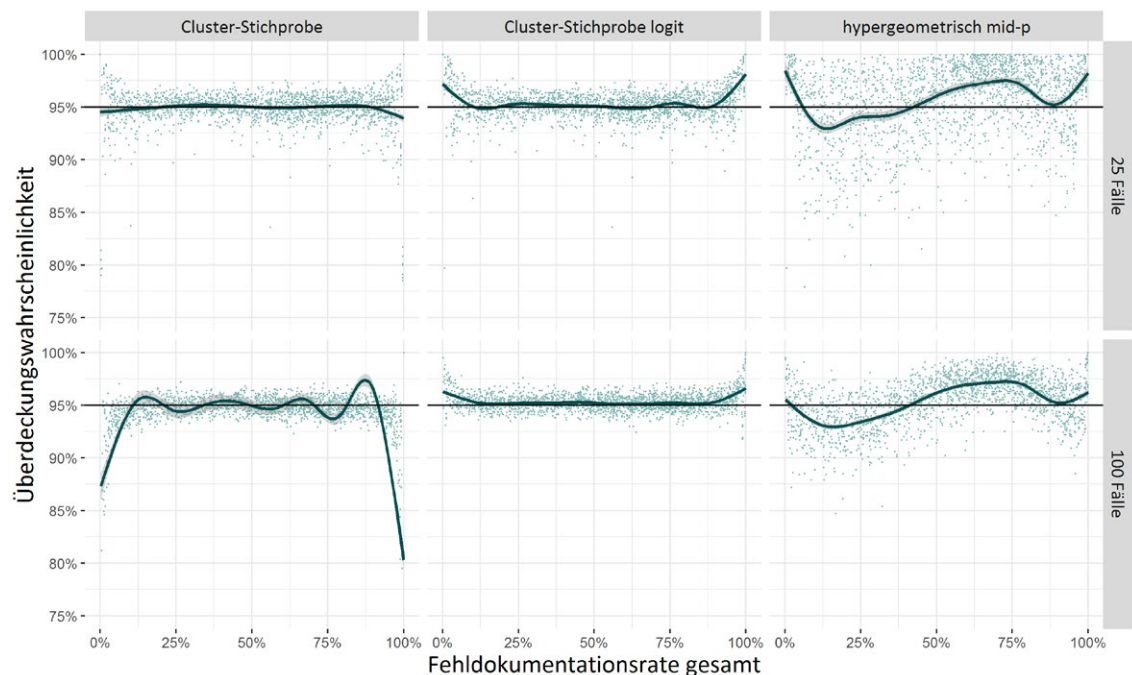 Cluster-Stichprobe
Cluster-Stichprobe logit
hypergeometrisch mid-p
Überdeckungswahrscheinlichkeit
100%
95%
90%
85%
80%
75%
25 Fälle
100%
95%
90%
85%
80%
75%
100 Fälle
0% 25% 50% 75% 100%
0% 25% 50% 75% 100%
0% 25% 50% 75% 100%
Fehldokumentationsrate gesamt